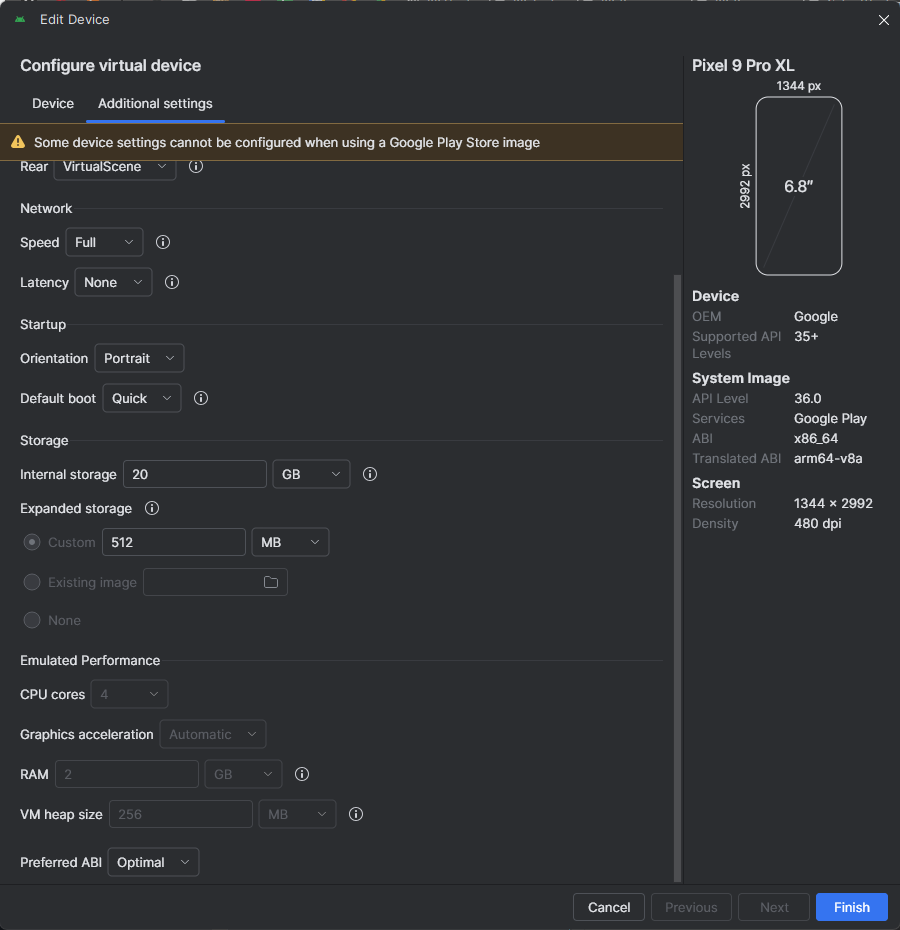 Edit Device
Configure virtual device
Device Additional settings
Some device settings cannot be configured when using a Google Play Store image
Rear VirtualScene
Network
Speed Full
Latency None
Startup
Orientation Portrait
Default boot Quick
Storage
Internal storage 20 GB
Expanded storage
Custom 512 MB
Existing image
None
Emulated Performance
CPU cores 4
Graphics acceleration Automatic
RAM 2 GB
VM heap size 256 MB
Preferred ABI Optimal
Pixel 9 Pro XL
1344 px
2992 px
6.8″
Device
OEM Google
Supported API 35+
Levels
System Image
API Level 36.0
Services Google Play
ABI x86_64
Translated ABI arm64-v8a
Screen
Resolution 1344 × 2992
Density 480 dpi
Cancel Previous Next Finish